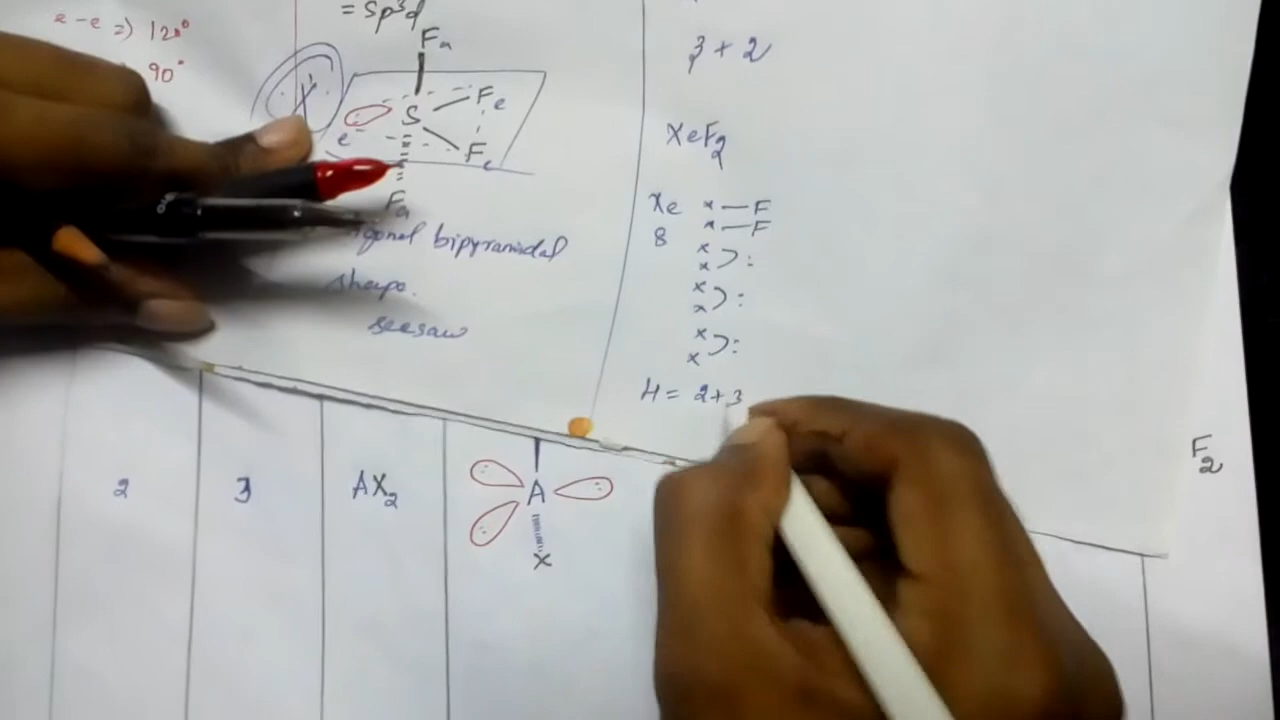 e-e ⇒ 120°
90°
= Sp³d
Fa
S
Fe
e
Fe
Fa
bipyramidal
shape.
seesaw
3 + 2
XeF₂
Xe x — F
8 x — F
x
x :
x
x :
x
x :
H = 2+3
2 3 AX₂
A
x
F₂